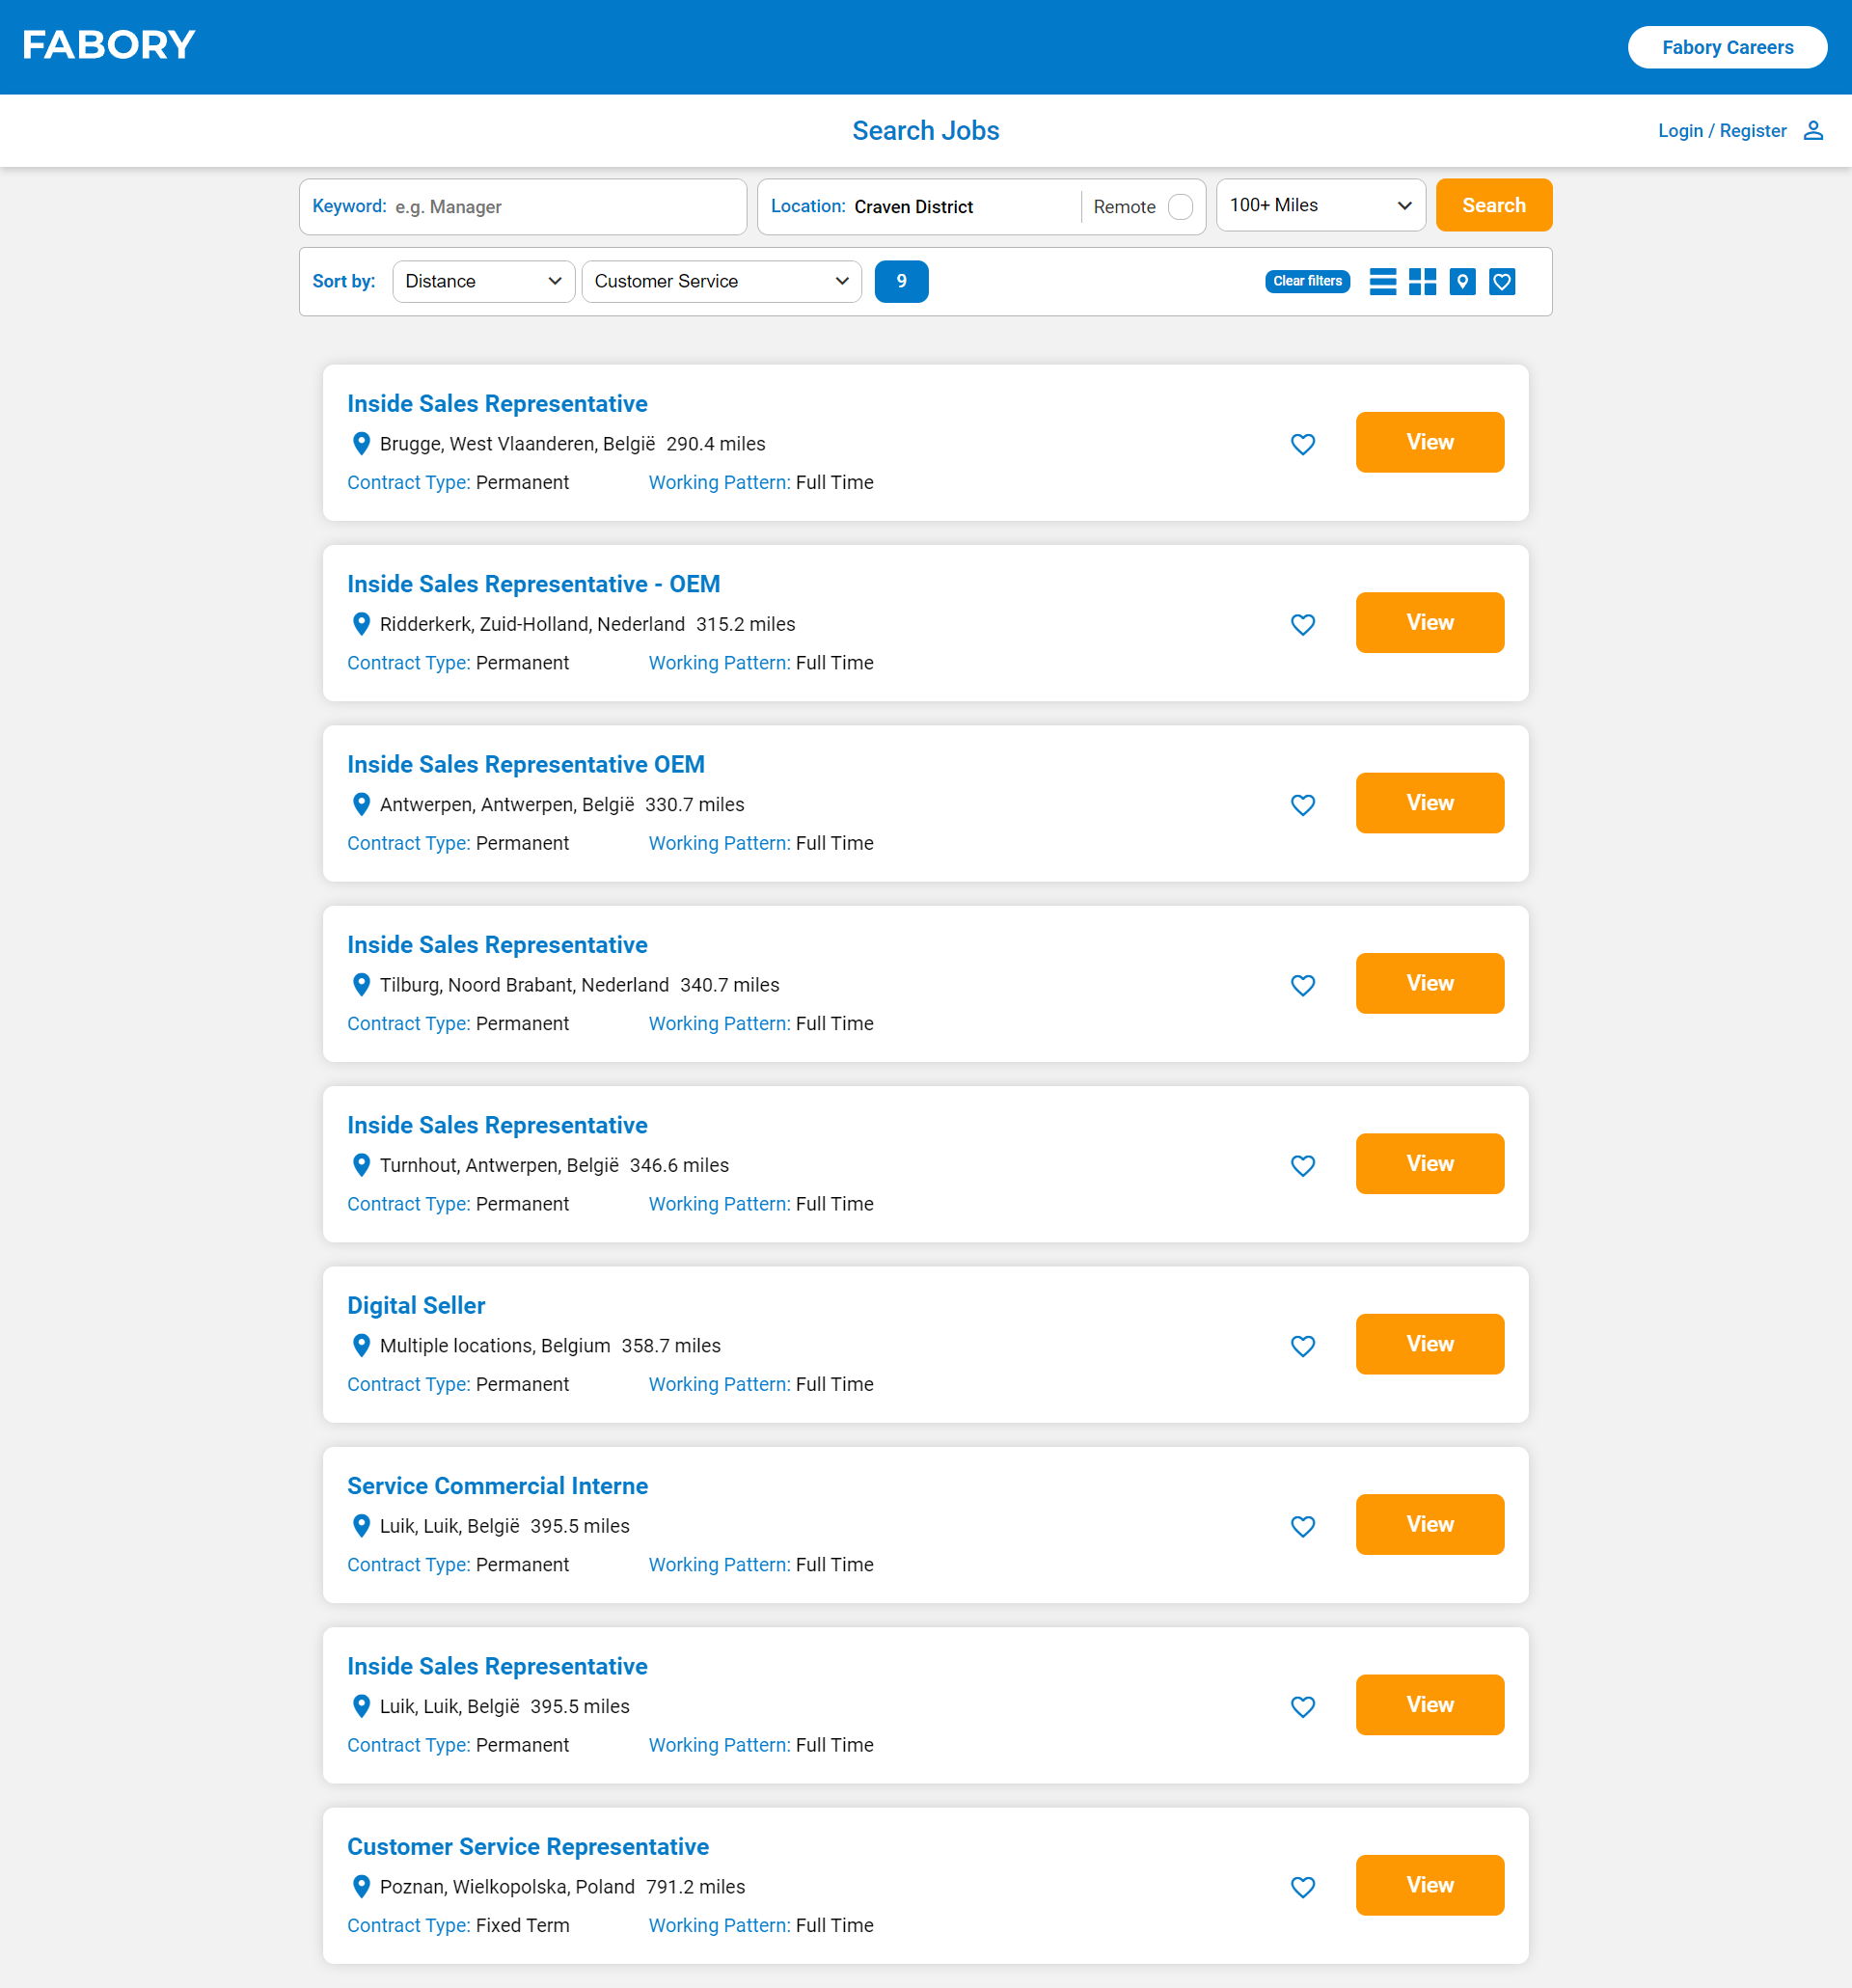 FABORY
Fabory Careers
Search Jobs
Login / Register
Keyword: e.g. Manager
Location: Craven District
Remote
100+ Miles
Search
Sort by:
Distance
Customer Service
9
Clear filters
Inside Sales Representative
Brugge, West Vlaanderen, België 290.4 miles
Contract Type: Permanent
Working Pattern: Full Time
View
Inside Sales Representative - OEM
Ridderkerk, Zuid-Holland, Nederland 315.2 miles
Contract Type: Permanent
Working Pattern: Full Time
View
Inside Sales Representative OEM
Antwerpen, Antwerpen, België 330.7 miles
Contract Type: Permanent
Working Pattern: Full Time
View
Inside Sales Representative
Tilburg, Noord Brabant, Nederland 340.7 miles
Contract Type: Permanent
Working Pattern: Full Time
View
Inside Sales Representative
Turnhout, Antwerpen, België 346.6 miles
Contract Type: Permanent
Working Pattern: Full Time
View
Digital Seller
Multiple locations, Belgium 358.7 miles
Contract Type: Permanent
Working Pattern: Full Time
View
Service Commercial Interne
Luik, Luik, België 395.5 miles
Contract Type: Permanent
Working Pattern: Full Time
View
Inside Sales Representative
Luik, Luik, België 395.5 miles
Contract Type: Permanent
Working Pattern: Full Time
View
Customer Service Representative
Poznan, Wielkopolska, Poland 791.2 miles
Contract Type: Fixed Term
Working Pattern: Full Time
View